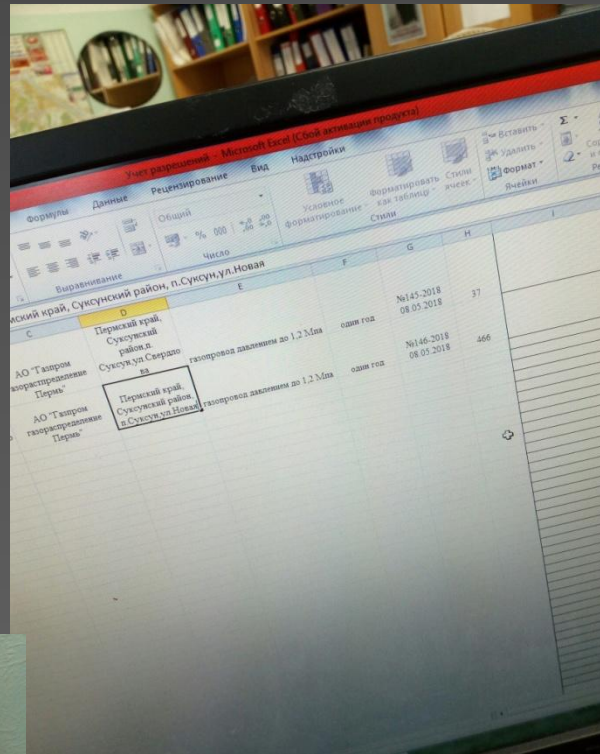 Учет разрешений - Microsoft Excel (Сбой активации продукта)
Формулы Данные Рецензирование Вид Надстройки
Общий
% 000
Условное
форматирование
Форматировать
как таблицу
Стили
ячеек
Вставить
Удалить
Формат
Σ
Выравнивание Число Стили Ячейки
мский край, Суксунский район, п.Суксун,ул.Новая
C D E F G H I
АО "Газпром
газораспределение
Пермь"
Пермский край,
Суксунский
район,п.
Суксун,ул.Свердло
ва
газопровод давлением до 1,2 Мпа
один год
№145-2018
08.05.2018
37
АО "Газпром
газораспределение
Пермь"
Пермский край,
Суксунский район,
п.Суксун,ул.Новая
газопровод давлением до 1,2 Мпа
один год
№146-2018
08.05.2018
466